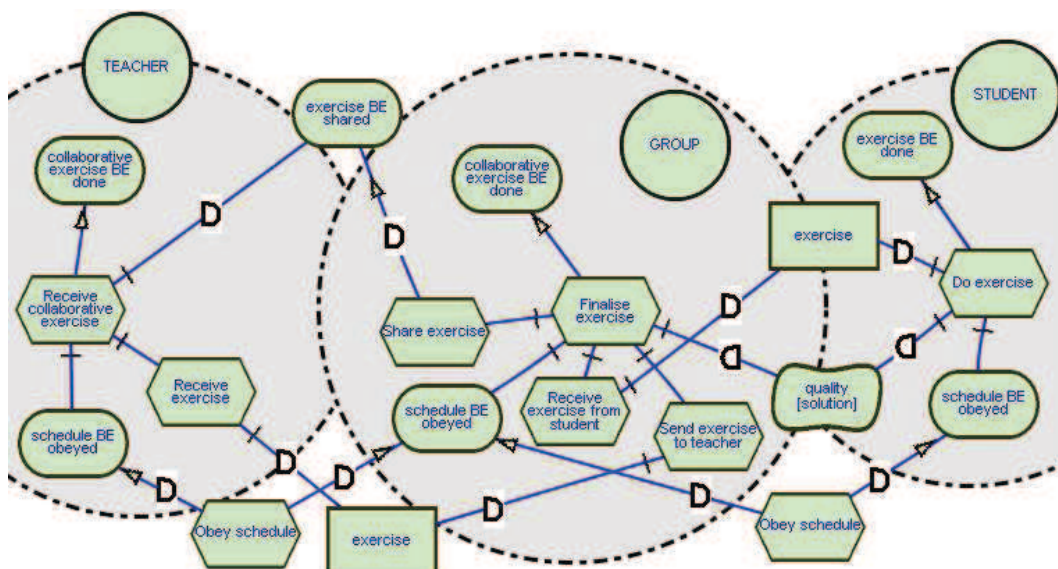 TEACHER
exercise BE
shared
collaborative
exercise BE
done
D
Receive
collaborative
exercise
Receive
exercise
schedule BE
obeyed
D
D
Obey schedule
GROUP
collaborative
exercise BE
done
D
Share exercise
Finalise
exercise
D
schedule BE
obeyed
Receive
exercise from
student
Send exercise
to teacher
D
D
D
exercise
D
D
STUDENT
exercise BE
done
exercise
D
Do exercise
D
quality
[solution]
schedule BE
obeyed
D
Obey schedule